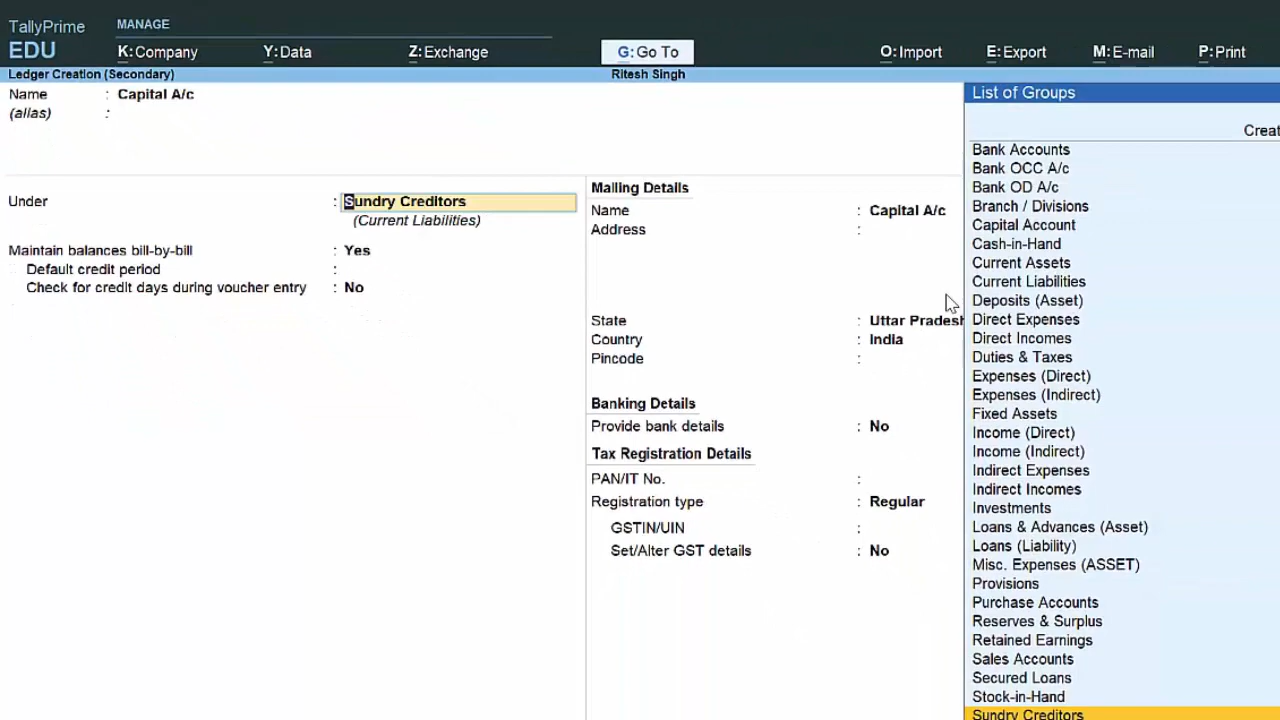 TallyPrime
MANAGE
EDU
K:Company
Y:Data
Z:Exchange
G:Go To
O:Import
E:Export
M:E-mail
P:Print
Ledger Creation (Secondary)
Ritesh Singh
Name : Capital A/c
(alias) :
Under : Sundry Creditors
(Current Liabilities)
Maintain balances bill-by-bill : Yes
Default credit period :
Check for credit days during voucher entry : No
Mailing Details
Name : Capital A/c
Address :
State : Uttar Pradesh
Country : India
Pincode :
Banking Details
Provide bank details : No
Tax Registration Details
PAN/IT No. :
Registration type : Regular
GSTIN/UIN :
Set/Alter GST details : No
List of Groups
Creat
Bank Accounts
Bank OCC A/c
Bank OD A/c
Branch / Divisions
Capital Account
Cash-in-Hand
Current Assets
Current Liabilities
Deposits (Asset)
Direct Expenses
Direct Incomes
Duties & Taxes
Expenses (Direct)
Expenses (Indirect)
Fixed Assets
Income (Direct)
Income (Indirect)
Indirect Expenses
Indirect Incomes
Investments
Loans & Advances (Asset)
Loans (Liability)
Misc. Expenses (ASSET)
Provisions
Purchase Accounts
Reserves & Surplus
Retained Earnings
Sales Accounts
Secured Loans
Stock-in-Hand
Sundry Creditors